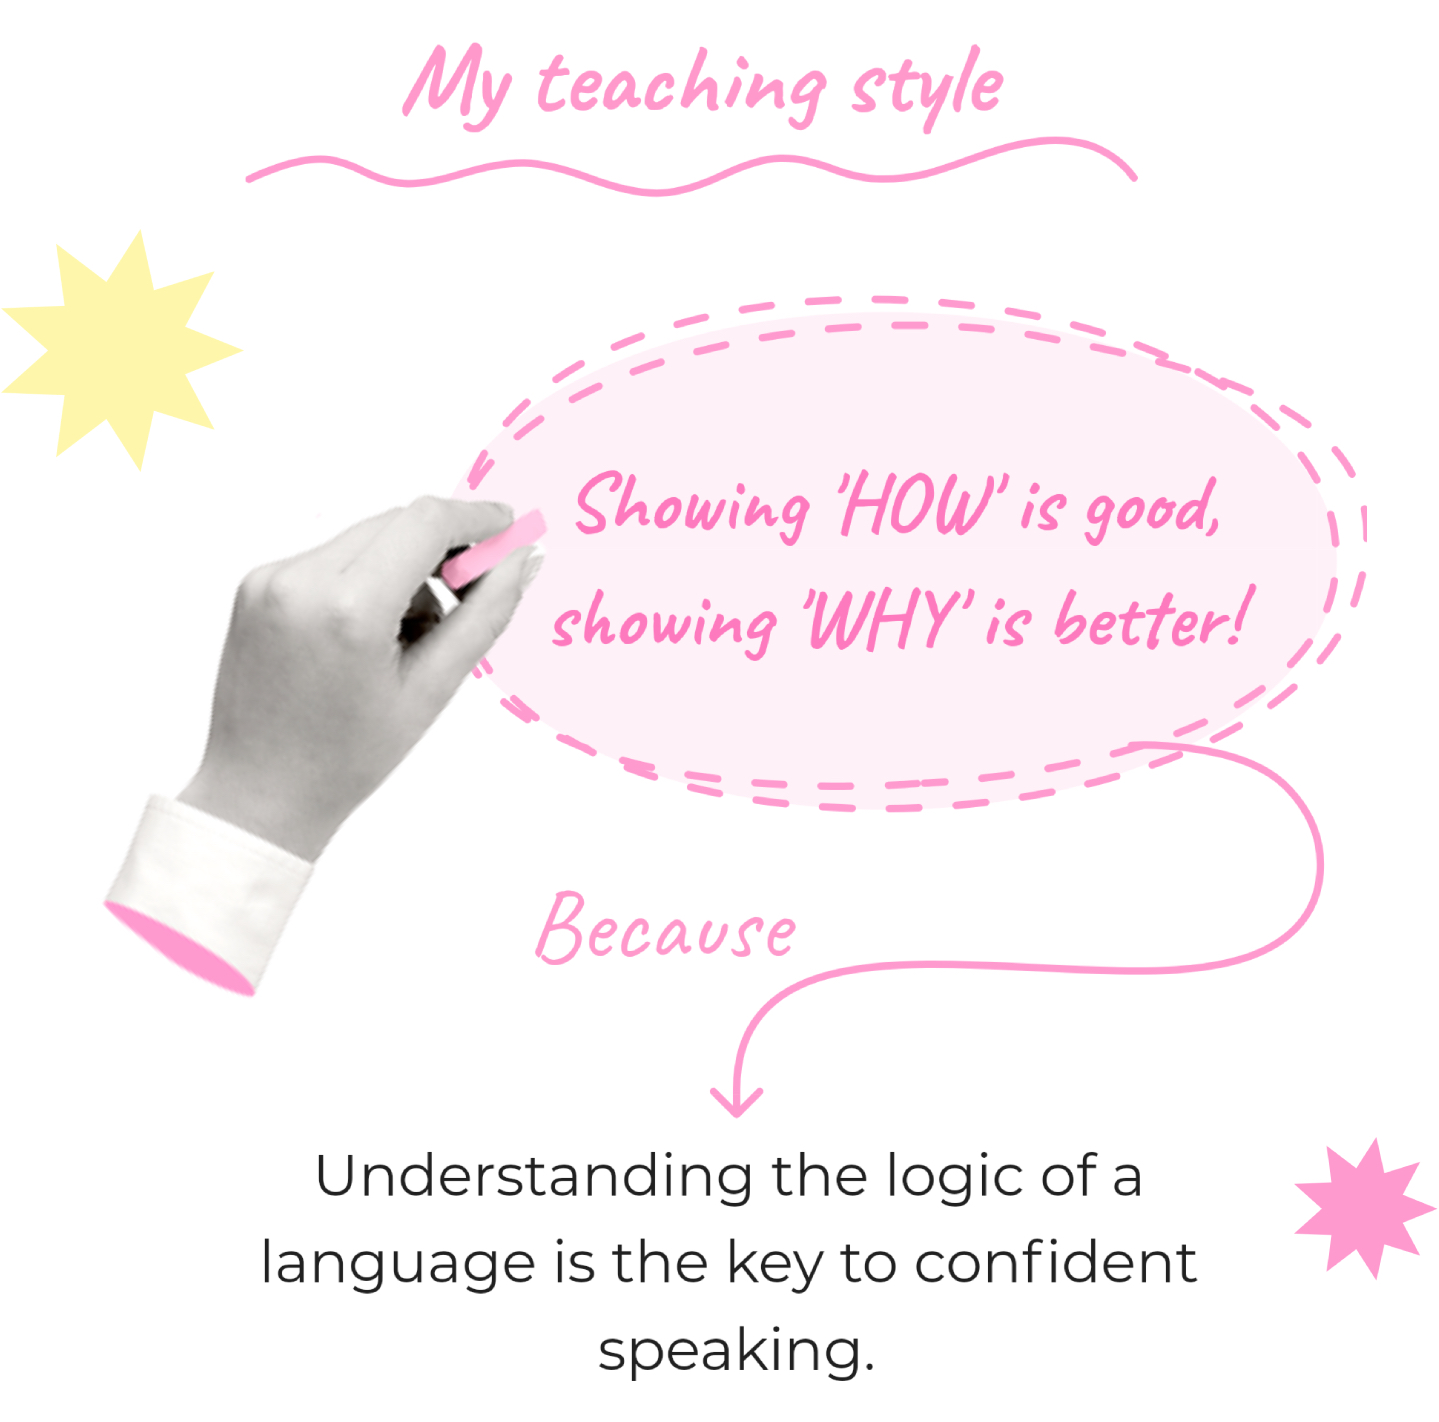 My teaching style
Showing 'HOW' is good,
showing 'WHY' is better!
Because
Understanding the logic of a
language is the key to confident
speaking.